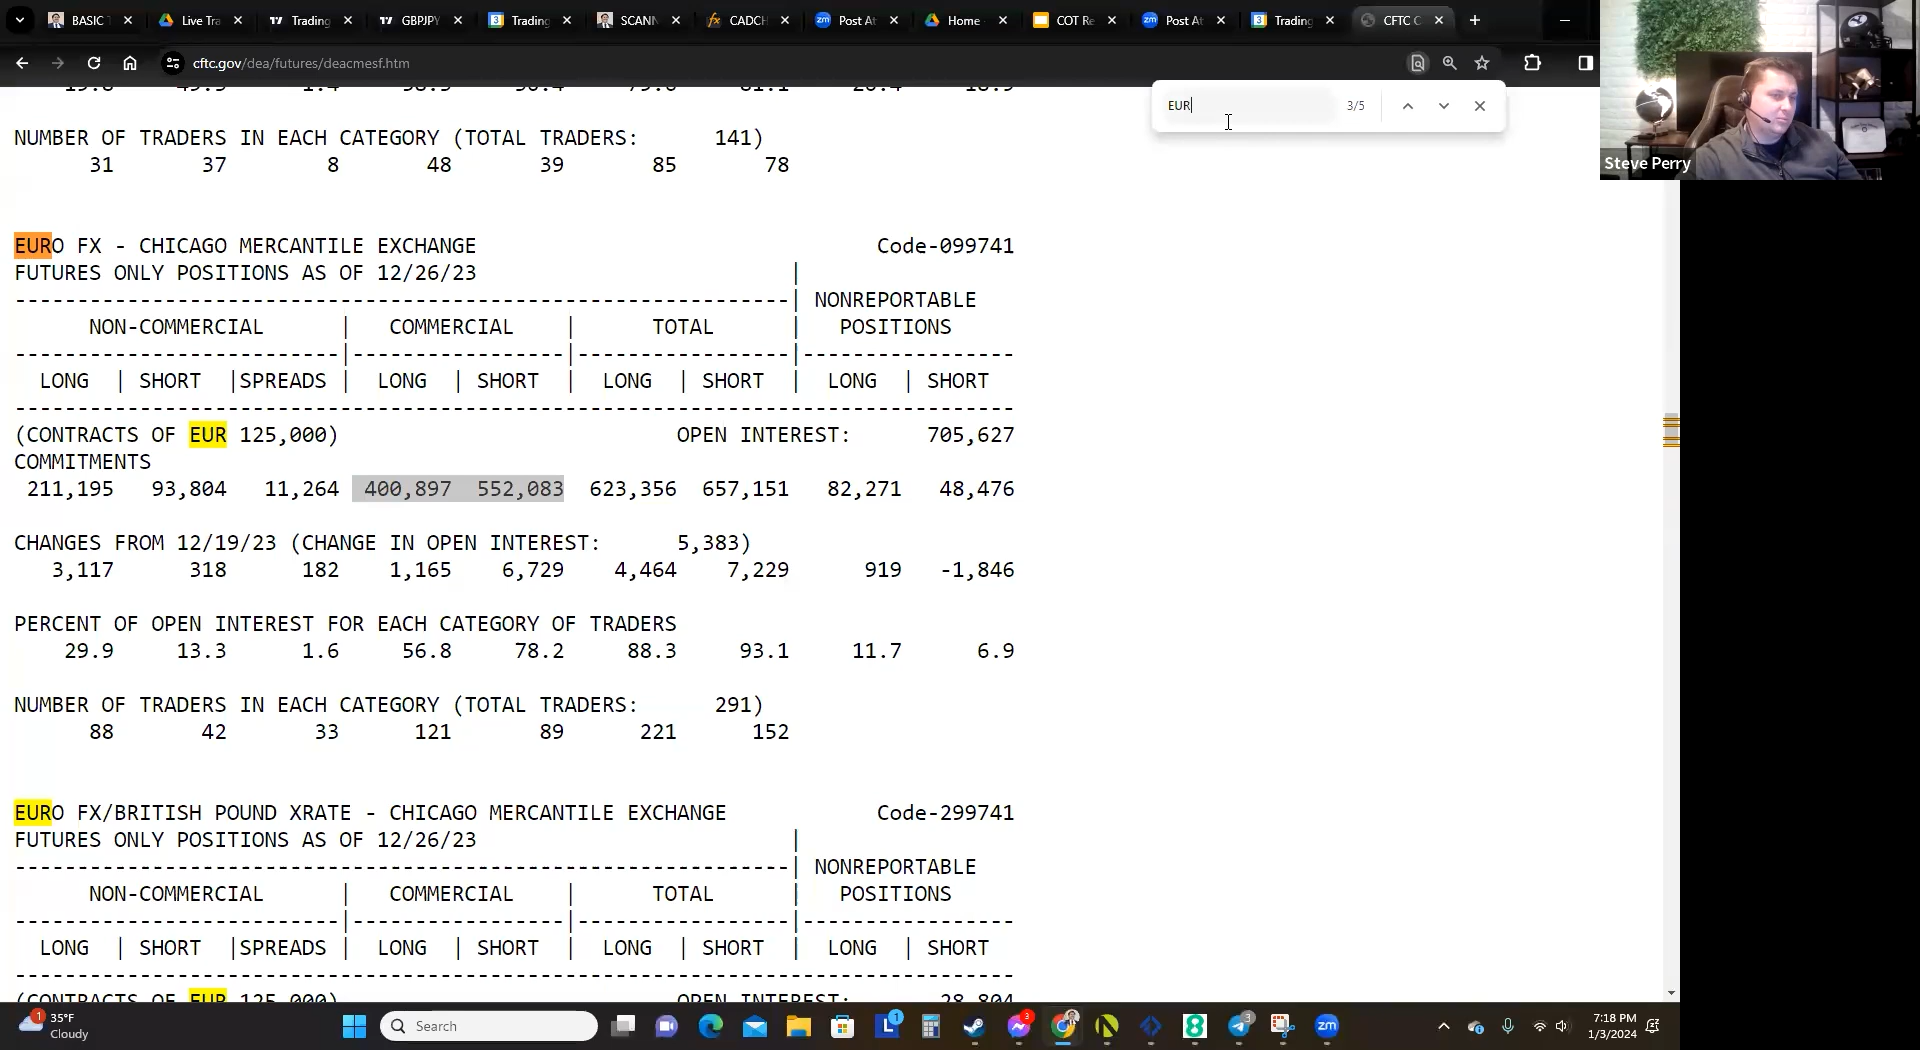 BASIC T
Live Tra
Trading
GBPJPY
Trading
SCANN
CADCH
Post At
Home -
COT Re
Post At
Trading
CFTC C
cftc.gov/dea/futures/deacmesf.htm
EUR
3/5
Steve Perry
NUMBER OF TRADERS IN EACH CATEGORY (TOTAL TRADERS: 141)
31 37 8 48 39 85 78
EURO FX - CHICAGO MERCANTILE EXCHANGE Code-099741
FUTURES ONLY POSITIONS AS OF 12/26/23 |
--------------------------------------------------------------| NONREPORTABLE
NON-COMMERCIAL | COMMERCIAL | TOTAL | POSITIONS
--------------------------|-----------------|-----------------|-----------------
LONG | SHORT |SPREADS | LONG | SHORT | LONG | SHORT | LONG | SHORT
--------------------------------------------------------------------------------
(CONTRACTS OF EUR 125,000) OPEN INTEREST: 705,627
COMMITMENTS
211,195 93,804 11,264 400,897 552,083 623,356 657,151 82,271 48,476
CHANGES FROM 12/19/23 (CHANGE IN OPEN INTEREST: 5,383)
3,117 318 182 1,165 6,729 4,464 7,229 919 -1,846
PERCENT OF OPEN INTEREST FOR EACH CATEGORY OF TRADERS
29.9 13.3 1.6 56.8 78.2 88.3 93.1 11.7 6.9
NUMBER OF TRADERS IN EACH CATEGORY (TOTAL TRADERS: 291)
88 42 33 121 89 221 152
EURO FX/BRITISH POUND XRATE - CHICAGO MERCANTILE EXCHANGE Code-299741
FUTURES ONLY POSITIONS AS OF 12/26/23 |
--------------------------------------------------------------| NONREPORTABLE
NON-COMMERCIAL | COMMERCIAL | TOTAL | POSITIONS
--------------------------|-----------------|-----------------|-----------------
LONG | SHORT |SPREADS | LONG | SHORT | LONG | SHORT | LONG | SHORT
--------------------------------------------------------------------------------
(CONTRACTS OF EUR 125,000) OPEN INTEREST: 28,804
35°F
Cloudy
Search
7:18 PM
1/3/2024